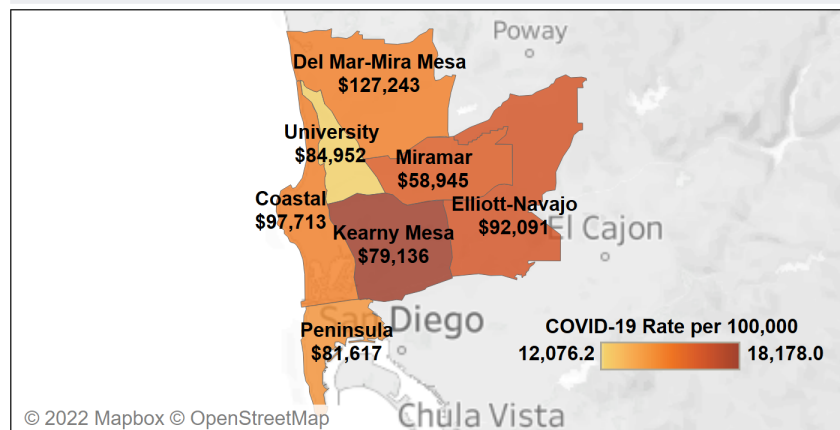 Poway
Del Mar-Mira Mesa
$127,243
University
$84,952
Miramar
$58,945
Coastal
$97,713
Elliott-Navajo
$92,091
El Cajon
Kearny Mesa
$79,136
San Diego
Peninsula
$81,617
COVID-19 Rate per 100,000
12,076.2 18,178.0
© 2022 Mapbox © OpenStreetMap
Chula Vista